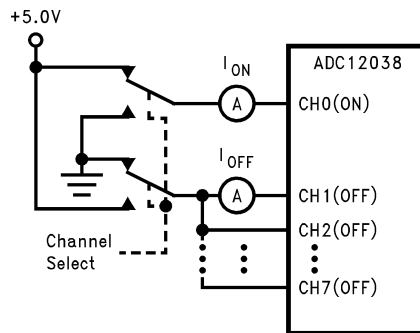 +5.0V
I ON
ADC12038
A
CH0(ON)
I OFF
A
CH1(OFF)
CH2(OFF)
Channel
Select
CH7(OFF)